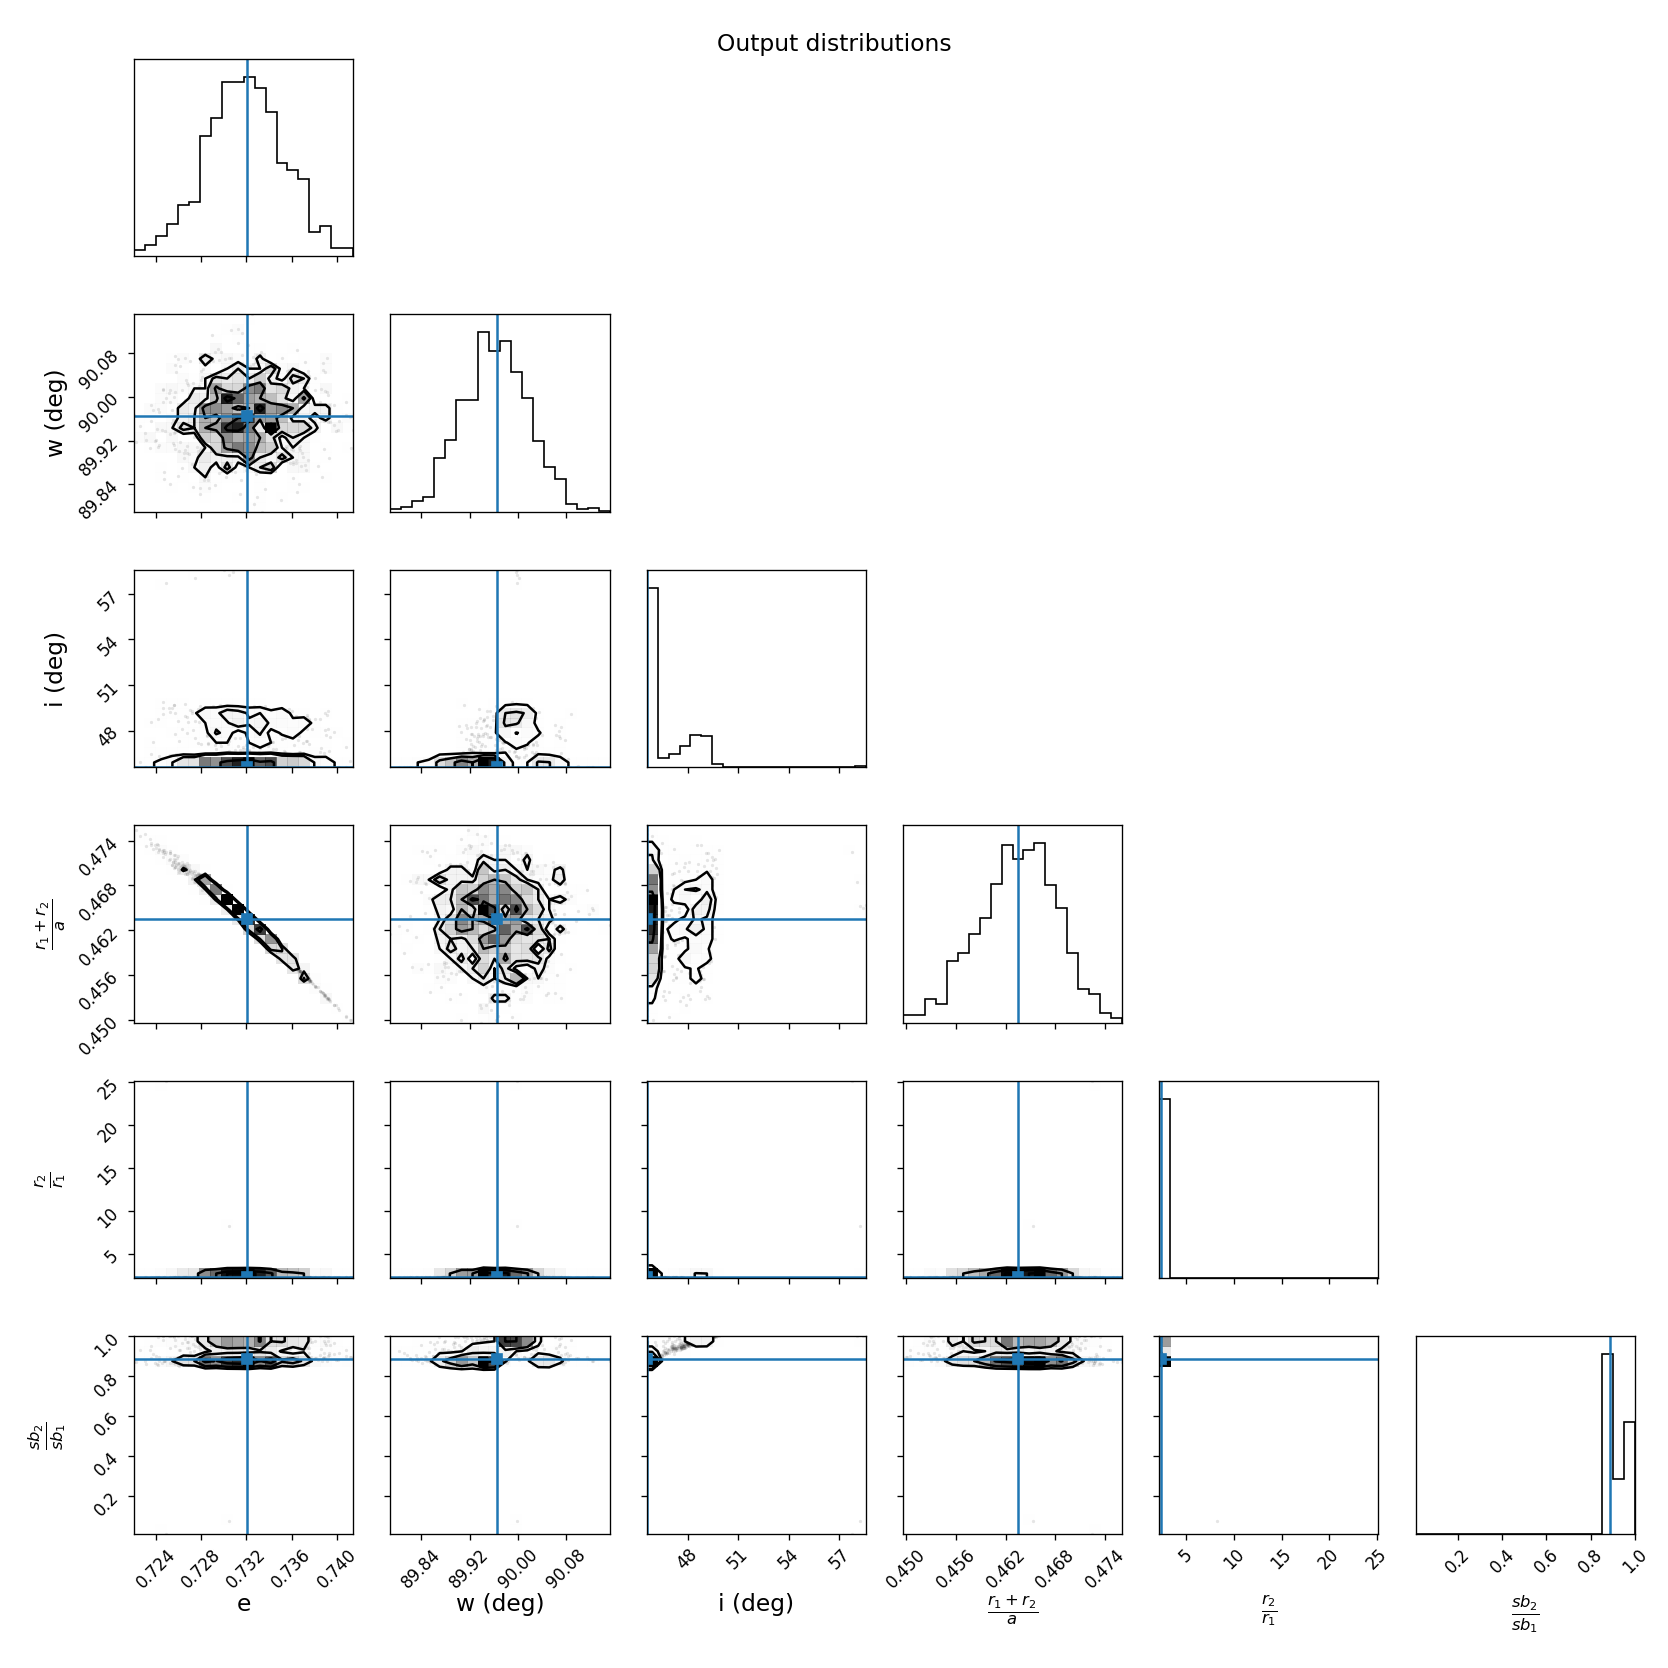 Output distributions
w (deg)
90.08
90.00
89.92
89.84
i (deg)
57
54
51
48
r1 + r2 / a
0.474
0.468
0.462
0.456
0.450
r2 / r1
25
20
15
10
5
sb2 / sb1
1.0
0.8
0.6
0.4
0.2
0.724 0.728 0.732 0.736 0.740
89.84 89.92 90.00 90.08
48 51 54 57
0.450 0.456 0.462 0.468 0.474
5 10 15 20 25
0.2 0.4 0.6 0.8 1.0
e
w (deg)
i (deg)
r1 + r2 / a
r2 / r1
sb2 / sb1